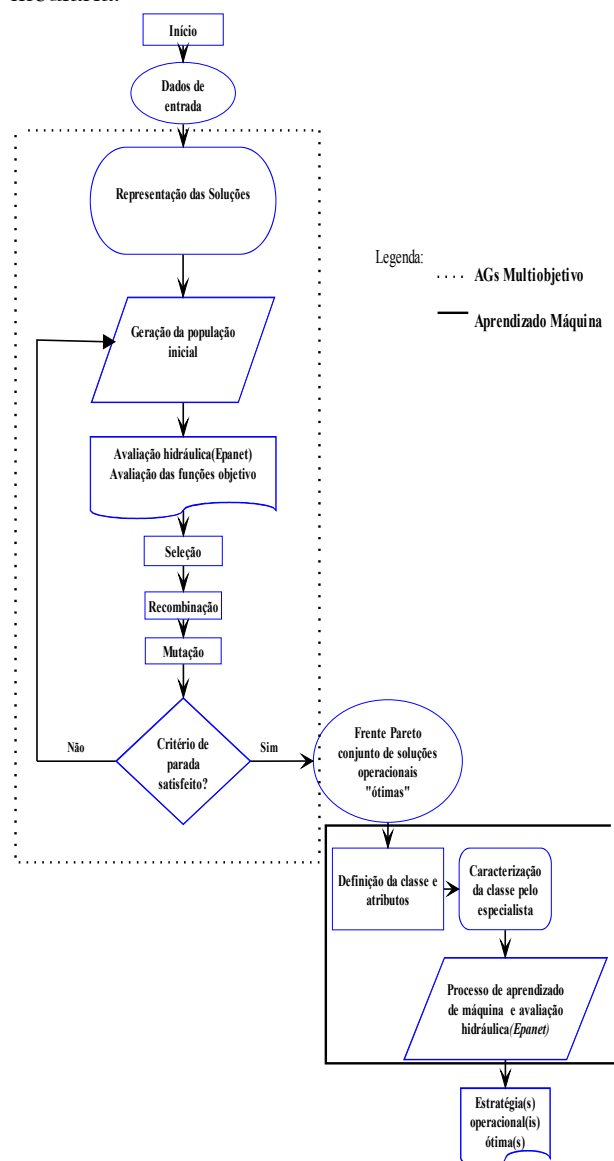 Início
Dados de
entrada
Representação das Soluções
Legenda:
AGs Multiobjetivo
Aprendizado Máquina
Geração da população
inicial
Avaliação hidráulica(Epanet)
Avaliação das funções objetivo
Seleção
Recombinação
Mutação
Critério de
parada
satisfeito?
Não
Sim
Frente Pareto
conjunto de soluções
operacionais
"ótimas"
Definição da classe e
atributos
Caracterização
da classe pelo
especialista
Processo de aprendizado
de máquina e avaliação
hidráulica(Epanet)
Estratégia(s)
operacional(is)
ótima(s)